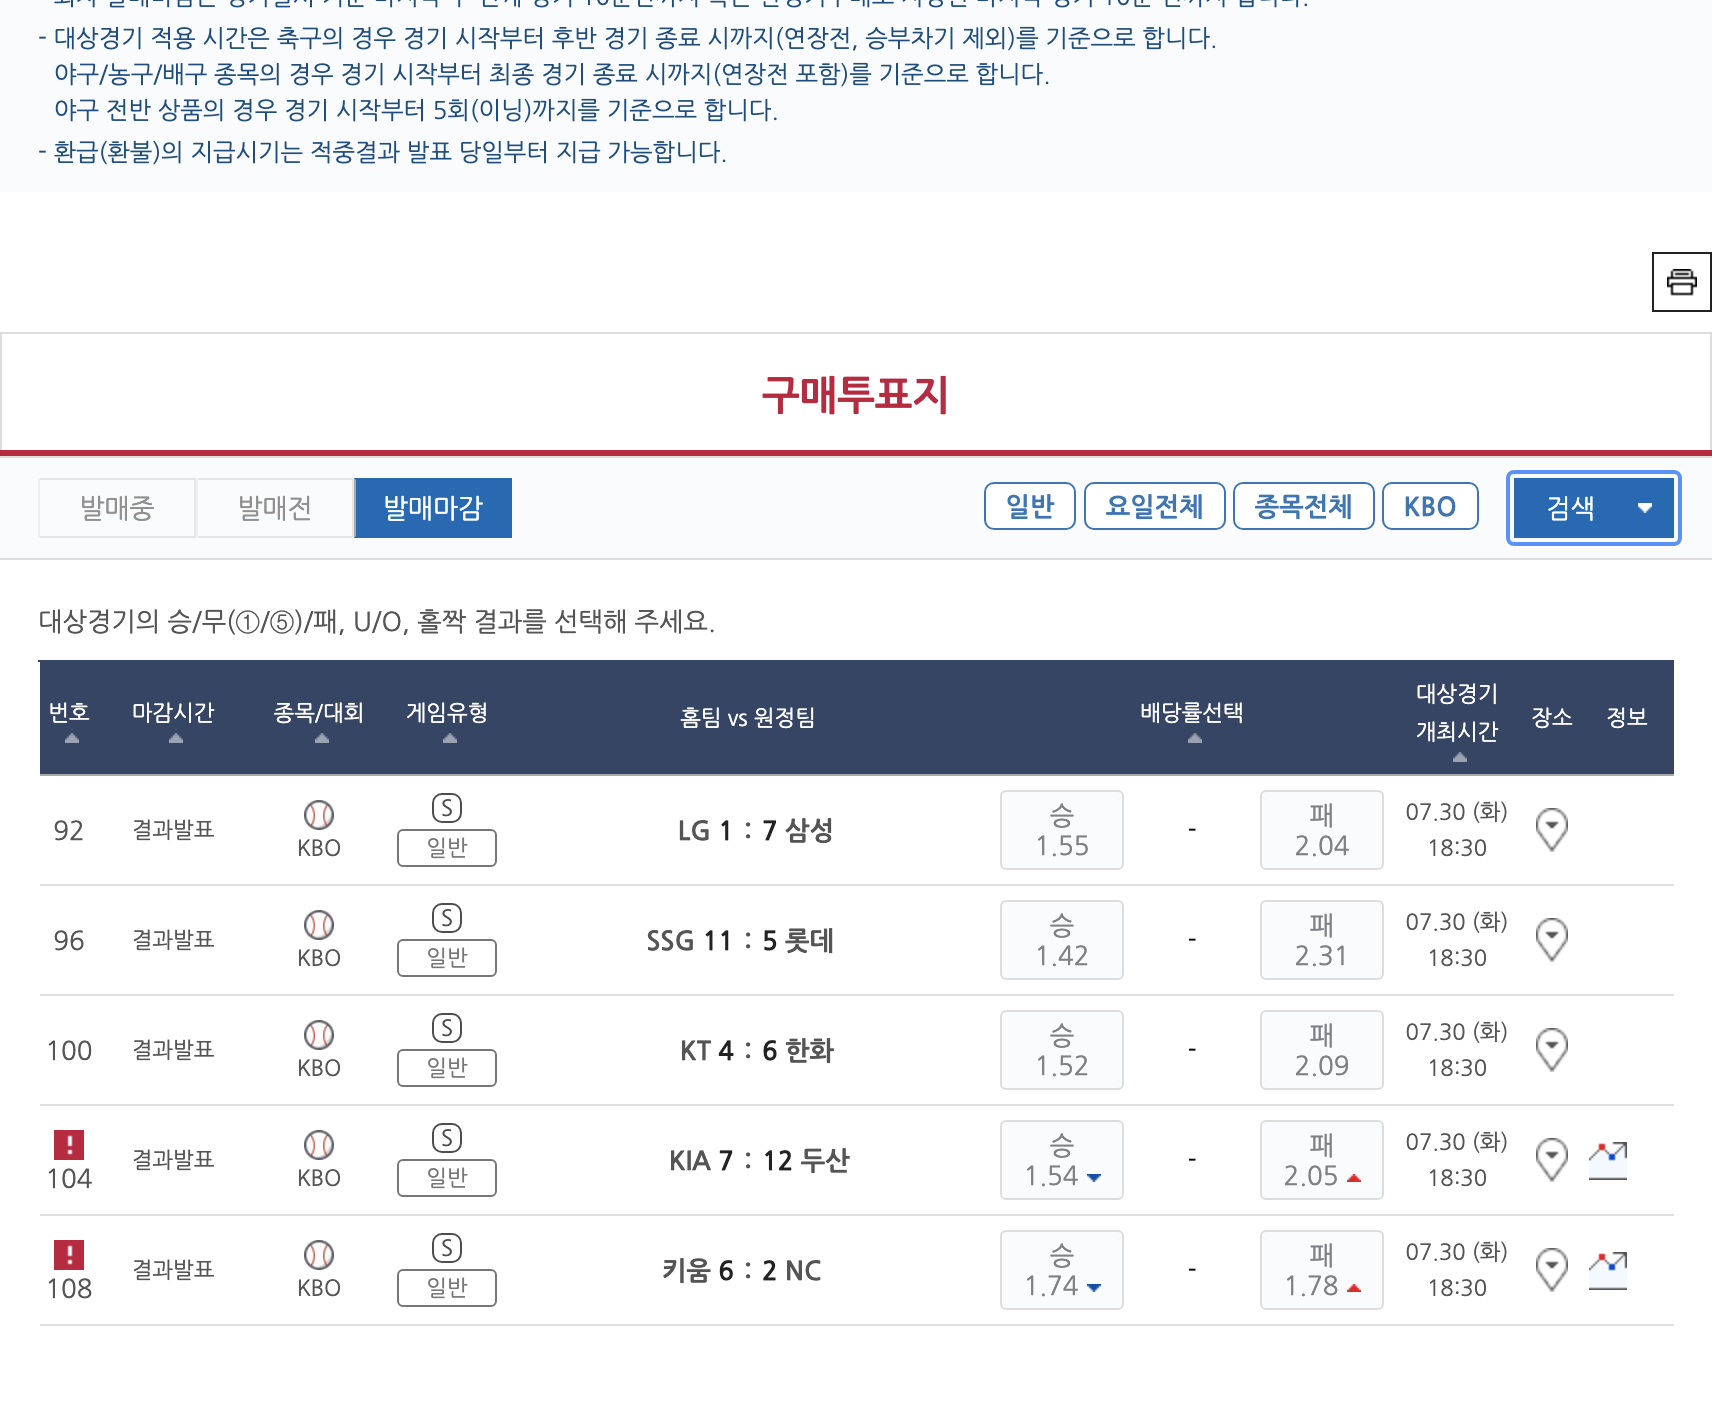 - 대상경기 적용 시간은 축구의 경우 경기 시작부터 후반 경기 종료 시까지(연장전, 승부차기 제외)를 기준으로 합니다.
야구/농구/배구 종목의 경우 경기 시작부터 최종 경기 종료 시까지(연장전 포함)를 기준으로 합니다.
야구 전반 상품의 경우 경기 시작부터 5회(이닝)까지를 기준으로 합니다.
- 환급(환불)의 지급시기는 적중결과 발표 당일부터 지급 가능합니다.
구매투표지
발매중 발매전 발매마감 일반 요일전체 종목전체 KBO 검색
대상경기의 승/무(①/⑤)/패, U/O, 홀짝 결과를 선택해 주세요.
번호 마감시간 종목/대회 게임유형 홈팀 vs 원정팀 배당률선택 대상경기 개최시간 장소 정보
92 결과발표 KBO S 일반 LG 1 : 7 삼성 승 1.55 - 패 2.04 07.30 (화) 18:30
96 결과발표 KBO S 일반 SSG 11 : 5 롯데 승 1.42 - 패 2.31 07.30 (화) 18:30
100 결과발표 KBO S 일반 KT 4 : 6 한화 승 1.52 - 패 2.09 07.30 (화) 18:30
! 104 결과발표 KBO S 일반 KIA 7 : 12 두산 승 1.54 - 패 2.05 07.30 (화) 18:30
! 108 결과발표 KBO S 일반 키움 6 : 2 NC 승 1.74 - 패 1.78 07.30 (화) 18:30